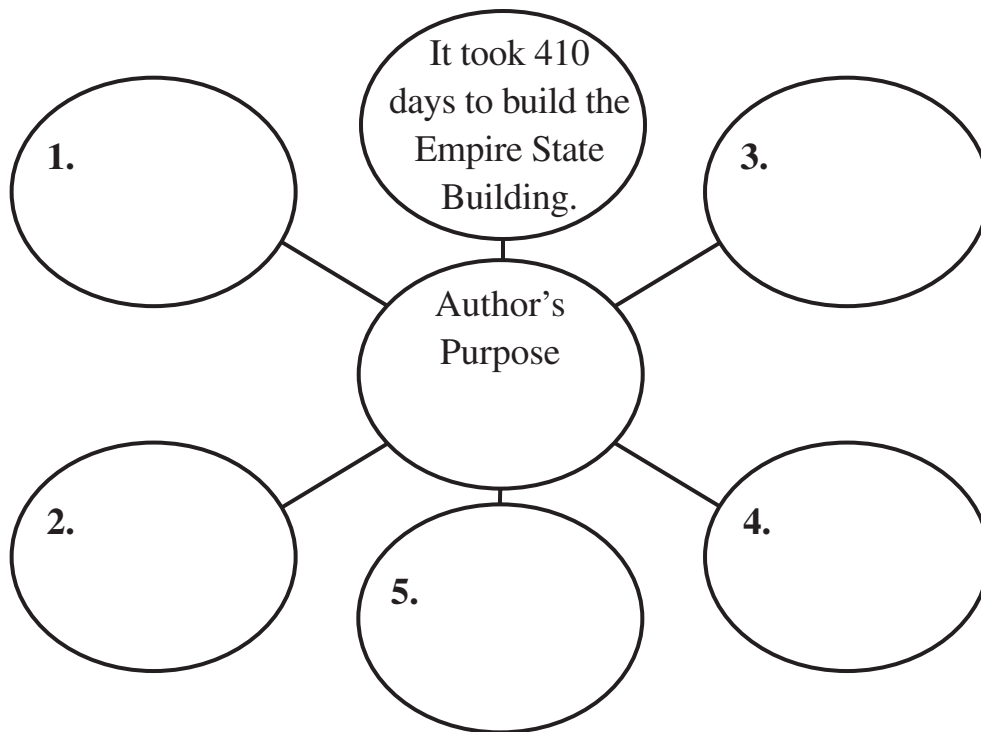 It took 410
days to build the
Empire State
Building.
1.
3.
Author's
Purpose
2.
4.
5.